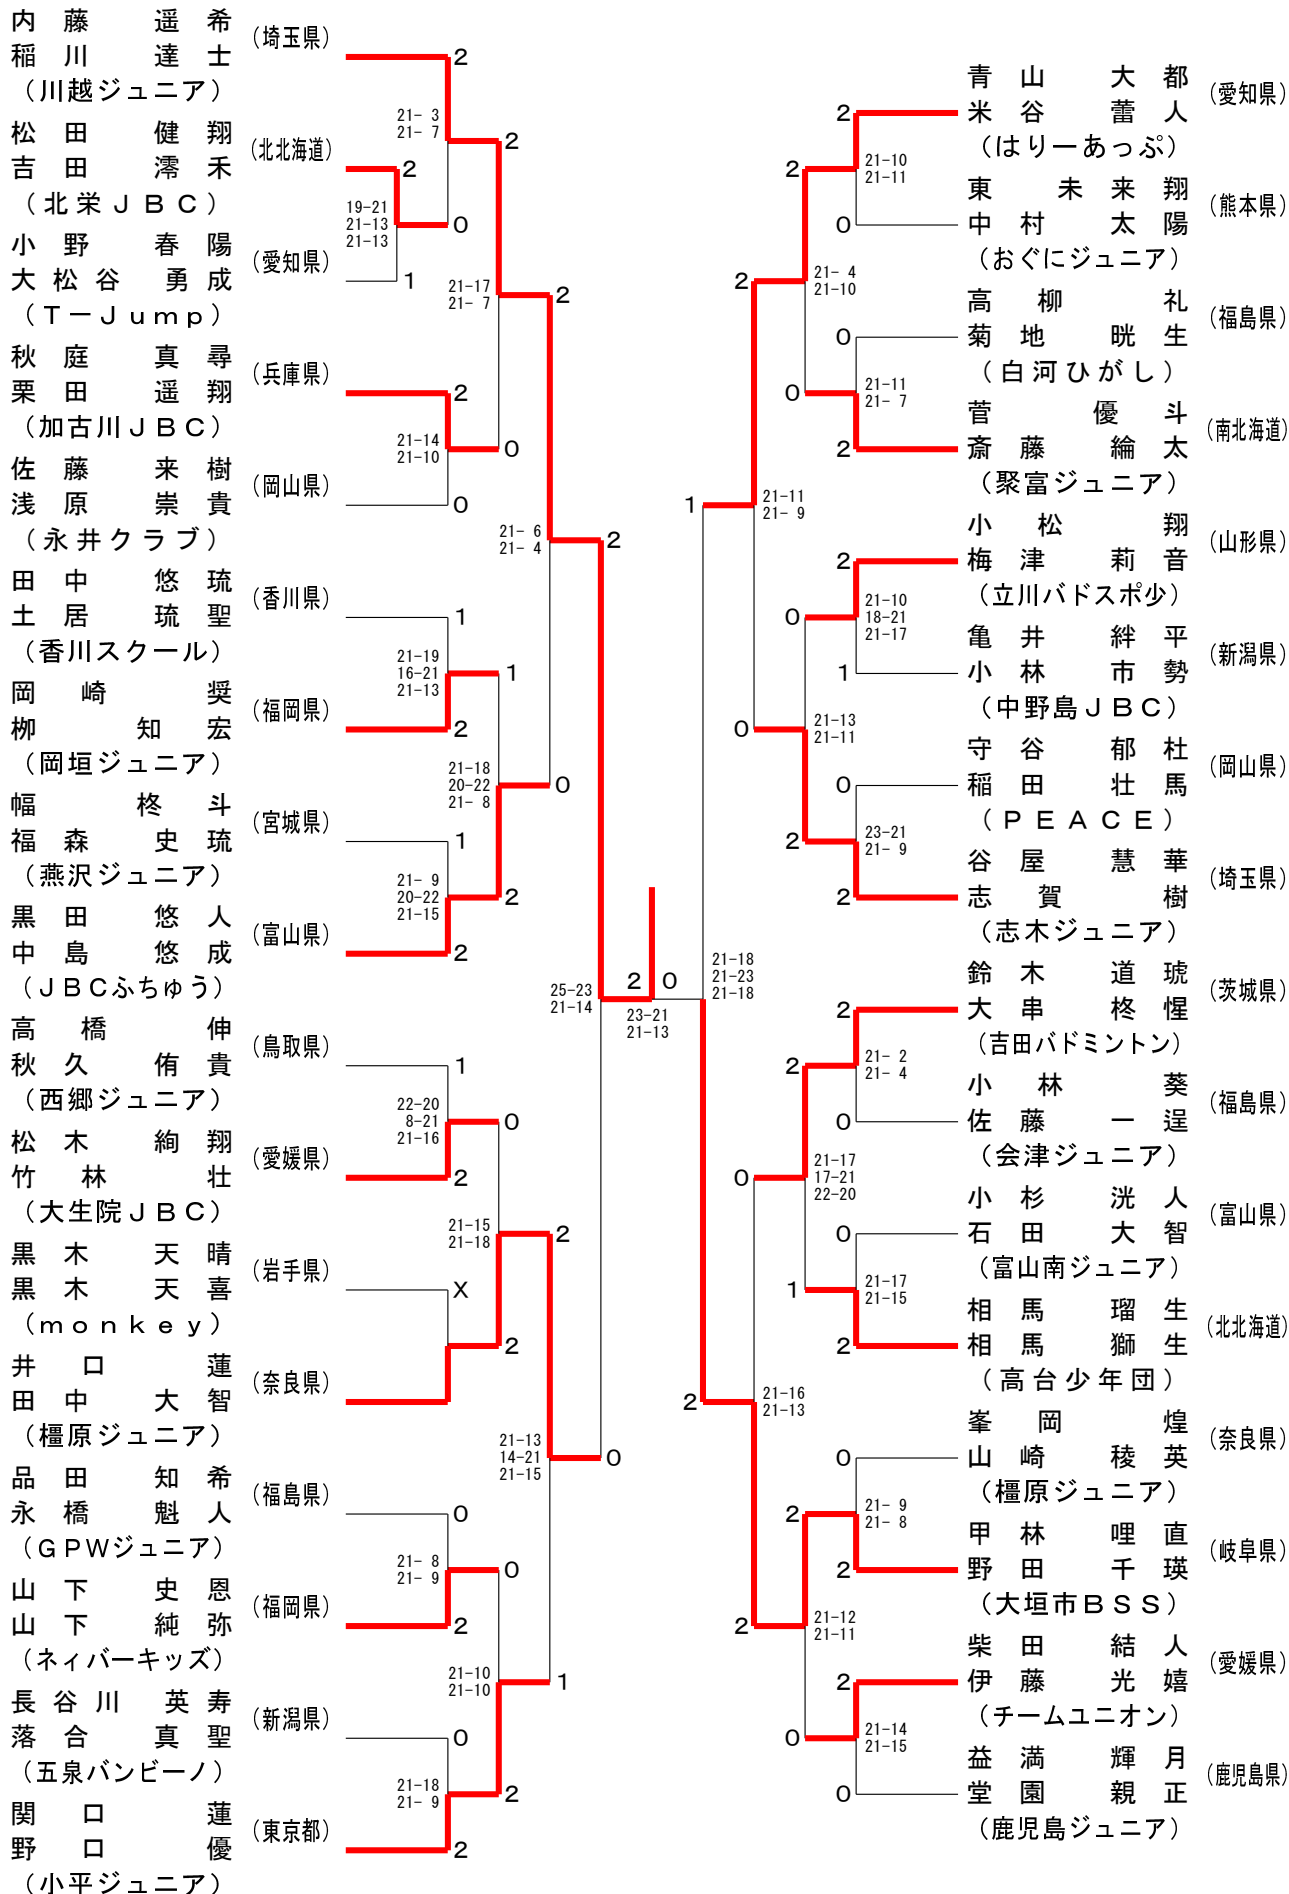 内藤 遥希
稲川 達士
(川越ジュニア)
(埼玉県)
松田 健翔
吉田 澪禾
(北栄JBC)
(北北海道)
小野 春陽
大松谷 勇成
(T－Jump)
(愛知県)
秋庭 真尋
栗田 遥翔
(加古川JBC)
(兵庫県)
佐藤 来樹
浅原 崇貴
(永井クラブ)
(岡山県)
田中 悠琉
土居 琉聖
(香川スクール)
(香川県)
岡崎 奨
栁 知宏
(岡垣ジュニア)
(福岡県)
幅 柊斗
福森 史琉
(燕沢ジュニア)
(宮城県)
黒田 悠人
中島 悠成
(JBCふちゅう)
(富山県)
高橋 伸
秋久 侑貴
(西郷ジュニア)
(鳥取県)
松木 絢翔
竹林 壮
(大生院JBC)
(愛媛県)
黒木 天晴
黒木 天喜
(monkey)
(岩手県)
井口 蓮
田中 大智
(橿原ジュニア)
(奈良県)
品田 知希
永橋 魁人
(GPWジュニア)
(福島県)
山下 史恩
山下 純弥
(ネィバーキッズ)
(福岡県)
長谷川 英寿
落合 真聖
(五泉バンビーノ)
(新潟県)
関口 蓮
野口 優
(小平ジュニア)
(東京都)
2
2
19-21
21-13
21-13
1
21- 3
21- 7
0
2
2
21-14
21-10
0
0
21-17
21- 7
2
1
21-19
16-21
21-13
2
1
1
21- 9
20-22
21-15
2
2
21-18
20-22
21- 8
0
21- 6
21- 4
2
1
22-20
8-21
21-16
2
0
X
2
21-15
21-18
2
0
21- 8
21- 9
2
0
0
21-18
21- 9
2
2
21-10
21-10
1
21-13
14-21
21-15
0
25-23
21-14
2 0
23-21
21-13
青山 大都
米谷 蕾人
(はりーあっぷ)
(愛知県)
東 未来翔
中村 太陽
(おぐにジュニア)
(熊本県)
高柳 礼
菊地 晄生
(白河ひがし)
(福島県)
菅 優斗
斎藤 綸太
(聚富ジュニア)
(南北海道)
小松 翔
梅津 莉音
(立川バドスポ少)
(山形県)
亀井 絆平
小林 市勢
(中野島JBC)
(新潟県)
守谷 郁杜
稲田 壮馬
(PEACE)
(岡山県)
谷屋 慧華
志賀 樹
(志木ジュニア)
(埼玉県)
鈴木 道琥
大串 柊惺
(吉田バドミントン)
(茨城県)
小林 葵
佐藤 一逞
(会津ジュニア)
(福島県)
小杉 洸人
石田 大智
(富山南ジュニア)
(富山県)
相馬 瑠生
相馬 獅生
(高台少年団)
(北北海道)
峯岡 煌
山崎 稜英
(橿原ジュニア)
(奈良県)
甲林 哩直
野田 千瑛
(大垣市BSS)
(岐阜県)
柴田 結人
伊藤 光嬉
(チームユニオン)
(愛媛県)
益満 輝月
堂園 親正
(鹿児島ジュニア)
(鹿児島県)
2
21-10
21-11
0
2
0
21-11
21- 7
2
0
21- 4
21-10
2
2
21-10
18-21
21-17
1
0
0
23-21
21- 9
2
2
21-13
21-11
0
21-11
21- 9
1
2
21- 2
21- 4
0
2
0
21-17
21-15
2
1
21-17
17-21
22-20
0
0
21- 9
21- 8
2
2
2
21-14
21-15
0
0
21-12
21-11
2
21-16
21-13
2
21-18
21-23
21-18